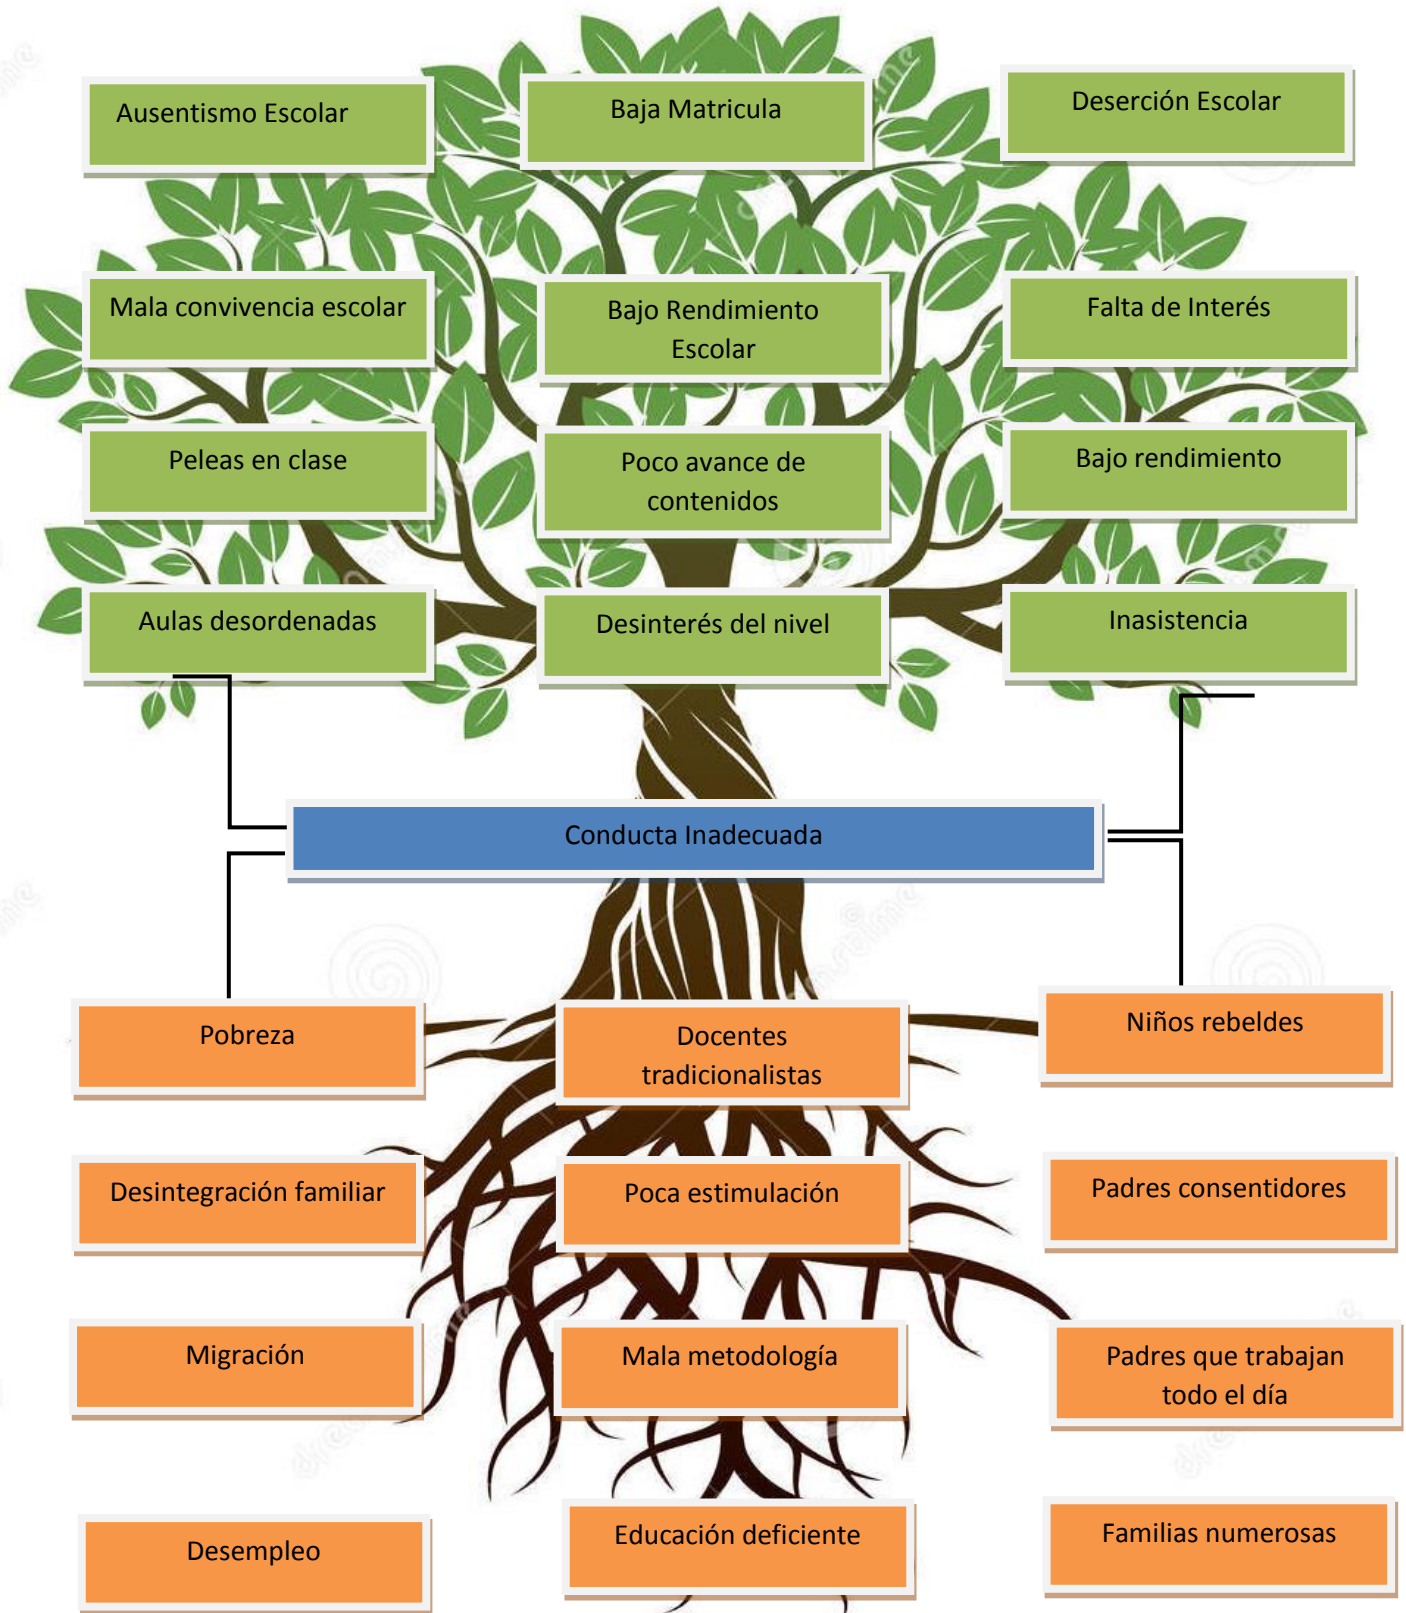 Ausentismo Escolar
Baja Matricula
Deserción Escolar
Mala convivencia escolar
Bajo Rendimiento
Escolar
Falta de Interés
Peleas en clase
Poco avance de
contenidos
Bajo rendimiento
Aulas desordenadas
Desinterés del nivel
Inasistencia
Conducta Inadecuada
Pobreza
Docentes
tradicionalistas
Niños rebeldes
Desintegración familiar
Poca estimulación
Padres consentidores
Migración
Mala metodología
Padres que trabajan
todo el día
Desempleo
Educación deficiente
Familias numerosas